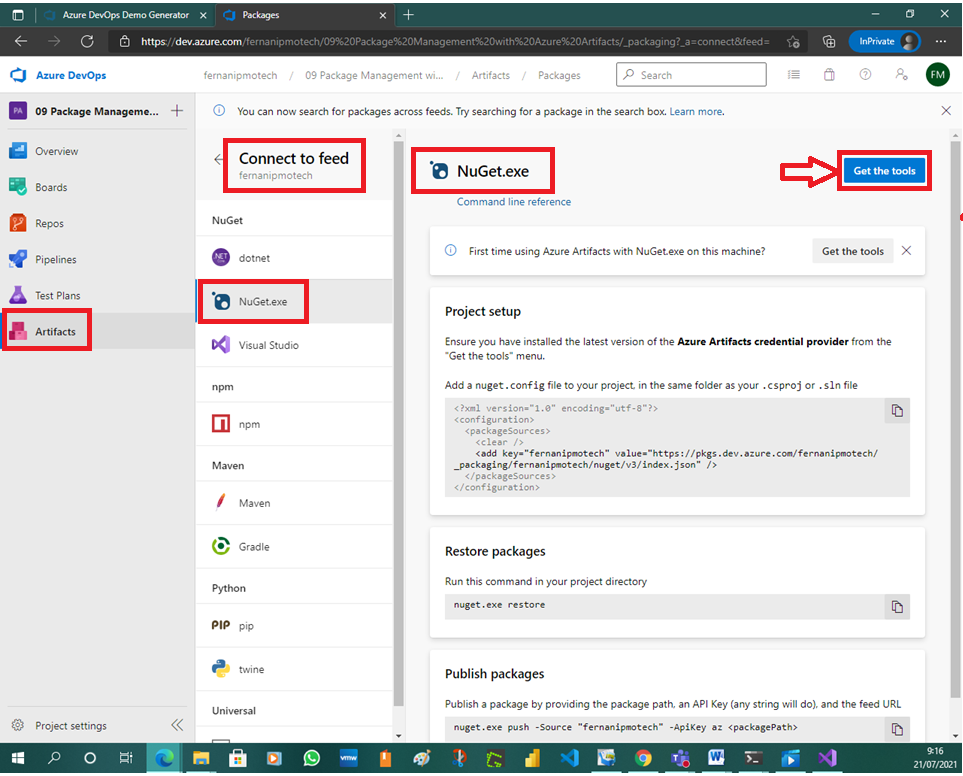 Azure DevOps Demo Generator
Packages
https://dev.azure.com/fernanipmotech/09%20Package%20Management%20with%20Azure%20Artifacts/_packaging?_a=connect&feed=
InPrivate
Azure DevOps
fernanipmotech / 09 Package Management wi... / Artifacts / Packages
Search
FM
PA
09 Package Manageme...
You can now search for packages across feeds. Try searching for a package in the search box. Learn more.
Overview
Boards
Repos
Pipelines
Test Plans
Artifacts
Project settings
Connect to feed
fernanipmotech
NuGet
NET
dotnet
NuGet.exe
Visual Studio
npm
npm
Maven
Maven
Gradle
Python
PIP
pip
twine
Universal
NuGet.exe
Get the tools
Command line reference
First time using Azure Artifacts with NuGet.exe on this machine?
Get the tools
Project setup
Ensure you have installed the latest version of the Azure Artifacts credential provider from the
"Get the tools" menu.
Add a nuget.config file to your project, in the same folder as your .csproj or .sln file
<?xml version="1.0" encoding="utf-8"?>
<configuration>
<packageSources>
<clear />
<add key="fernanipmotech" value="https://pkgs.dev.azure.com/fernanipmotech/
_packaging/fernanipmotech/nuget/v3/index.json" />
</packageSources>
</configuration>
Restore packages
Run this command in your project directory
nuget.exe restore
Publish packages
Publish a package by providing the package path, an API Key (any string will do), and the feed URL
nuget.exe push -Source "fernanipmotech" -ApiKey az <packagePath>
vmw
9:16
21/07/2021